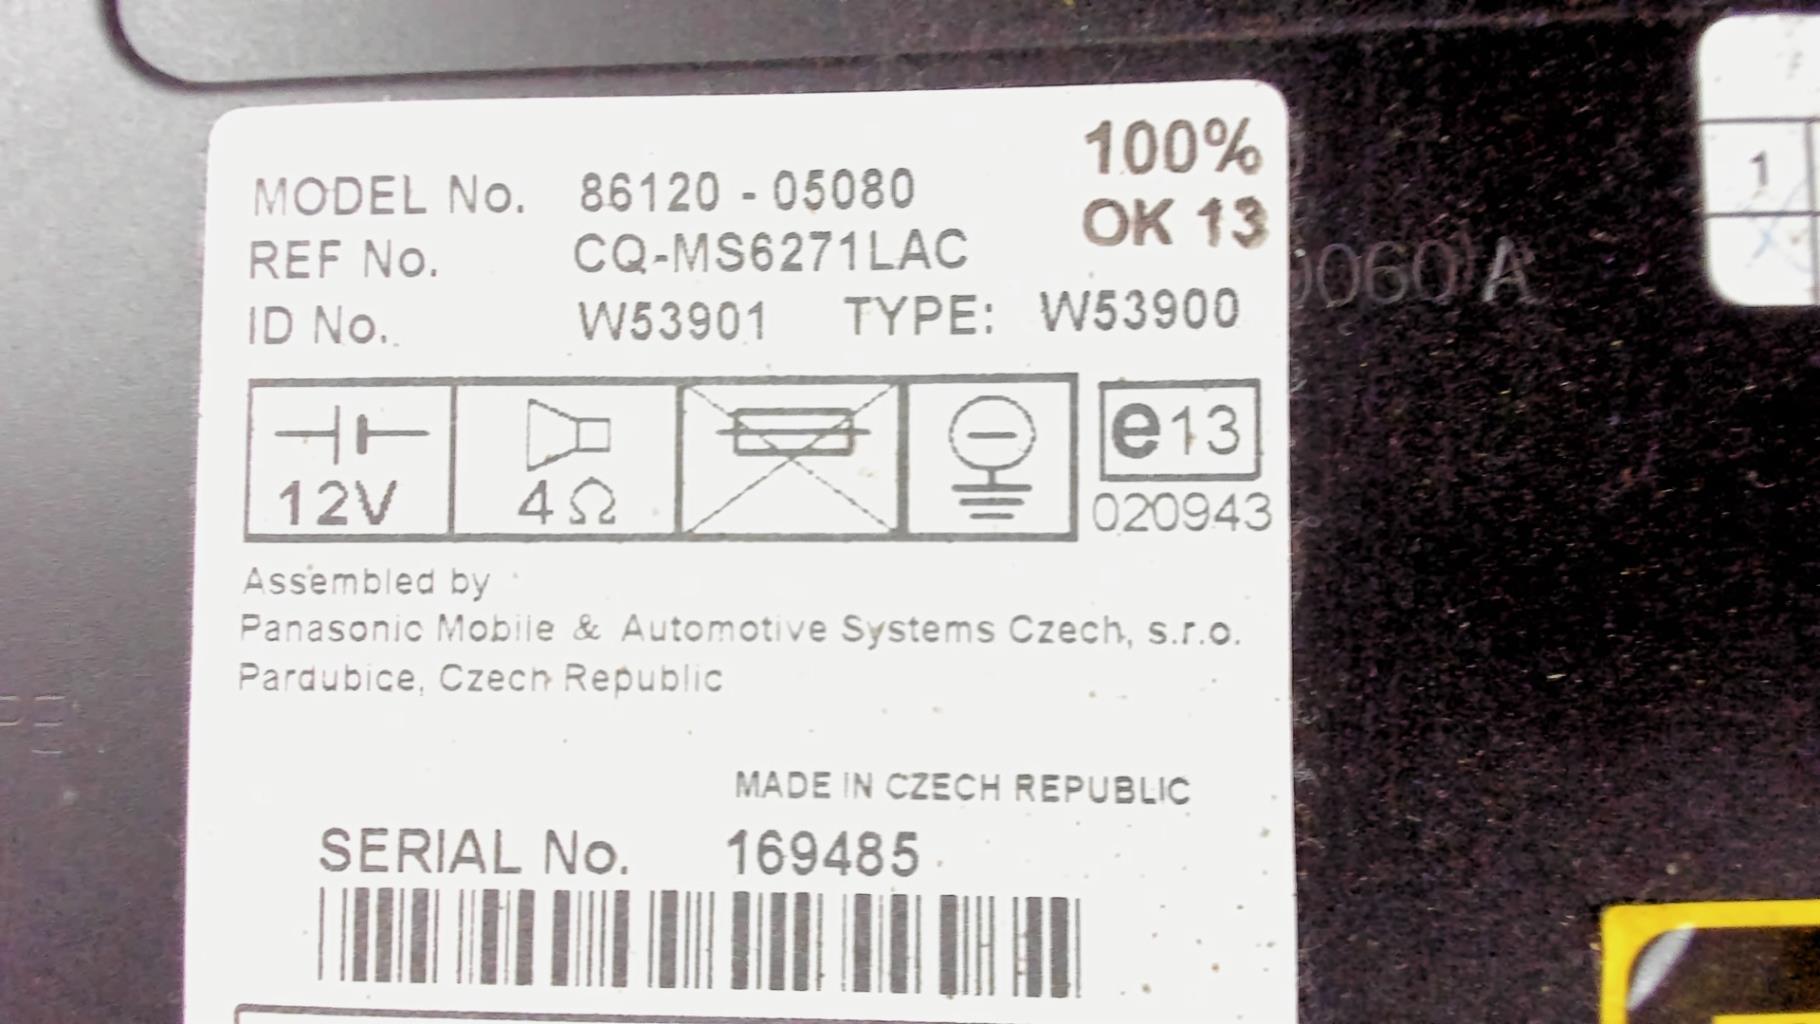 100%
MODEL No. 86120 - 05080
OK 13
REF No. CQ-MS6271LAC
ID No. W53901 TYPE: W53900
12V
4Ω
e13
020943
Assembled by
Panasonic Mobile & Automotive Systems Czech, s.r.o.
Pardubice, Czech Republic
MADE IN CZECH REPUBLIC
SERIAL No. 169485
1